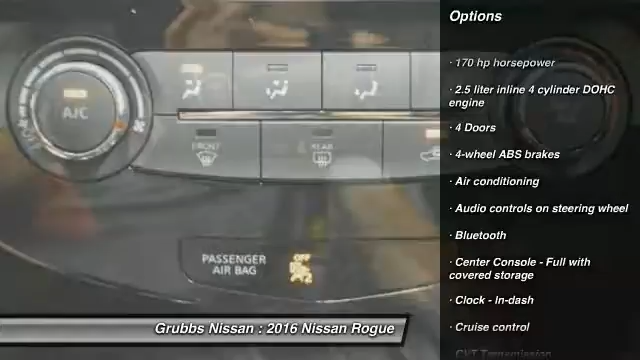 Options
· 170 hp horsepower
· 2.5 liter inline 4 cylinder DOHC
engine
· 4 Doors
· 4-wheel ABS brakes
· Air conditioning
· Audio controls on steering wheel
· Bluetooth
· Center Console - Full with
covered storage
· Clock - In-dash
· Cruise control
· CVT Transmission
A/C
FRONT
REAR
PASSENGER
AIR BAG
OFF
Grubbs Nissan : 2016 Nissan Rogue